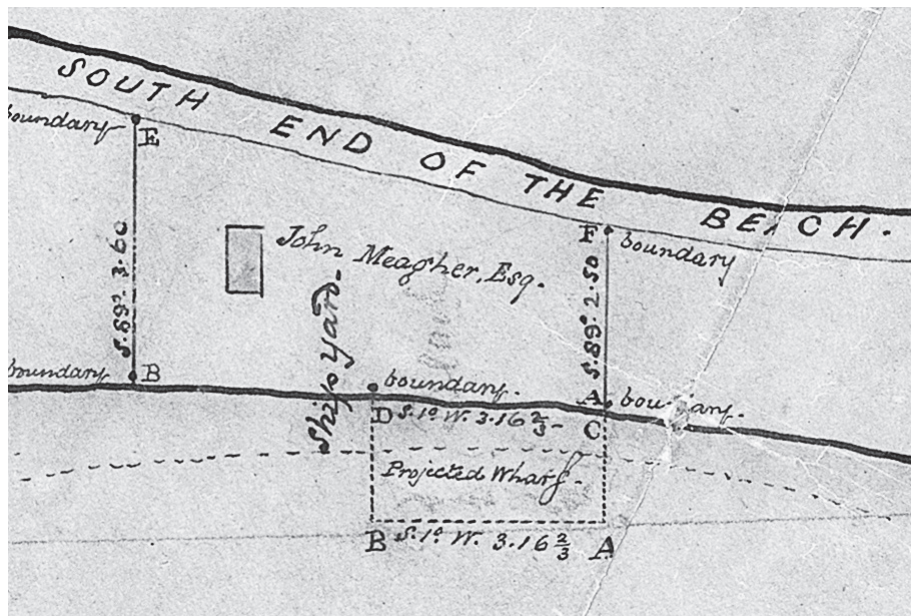 SOUTH END OF THE BEACH.
boundary
E
F
boundary
S. 89° 3.60
John Meagher, Esq.
Ship Yard.
S. 89° 2.50
boundary
B
boundary.
A
boundary.
D
S. 1° W. 3.16 2/3
C
Projected Wharf.
B
S. 1° W. 3.16 2/3
A